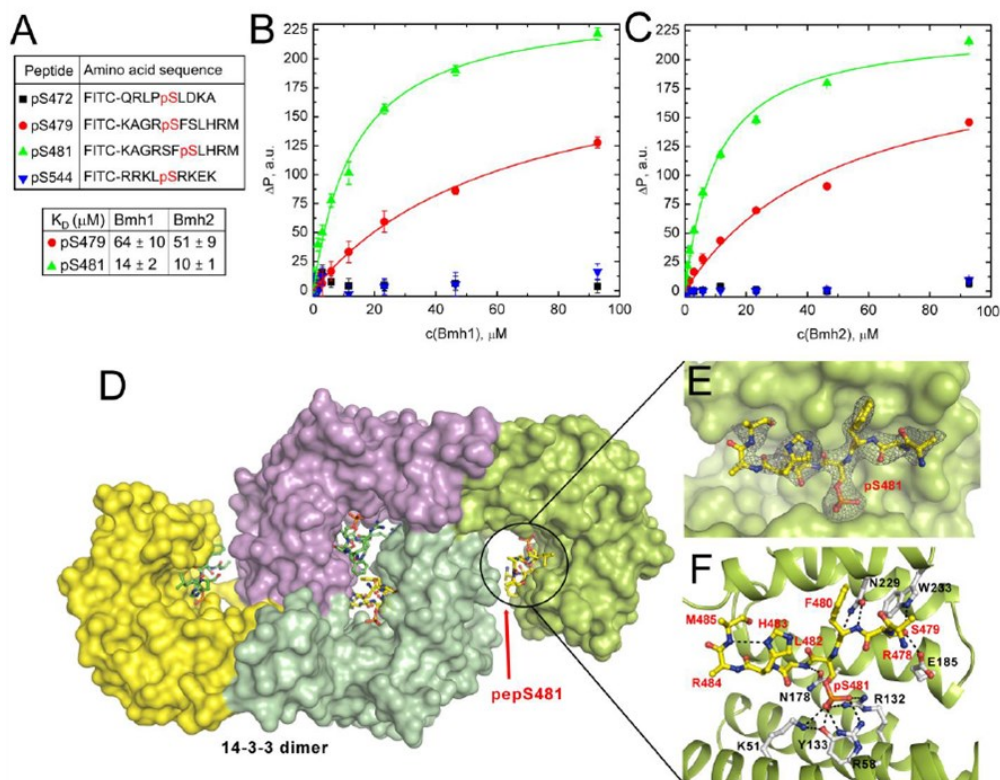 A
Peptide Amino acid sequence
pS472 FITC-QRLPpSLDKA
pS479 FITC-KAGRpSFSLHRM
pS481 FITC-KAGRSFpSLHRM
pS544 FITC-RRKLpSRKEK
K_D (μM) Bmh1 Bmh2
pS479 64 ± 10 51 ± 9
pS481 14 ± 2 10 ± 1
B
225
200
175
150
125
100
75
50
25
0
ΔP, a.u.
0 20 40 60 80 100
c(Bmh1), μM
C
225
200
175
150
125
100
75
50
25
0
ΔP, a.u.
0 20 40 60 80 100
c(Bmh2), μM
D
pepS481
14-3-3 dimer
E
pS481
F
N229
W233
F480
M485
H483
L482
S479
R478
E185
R484
N178
pS481
R132
K51
Y133
R58